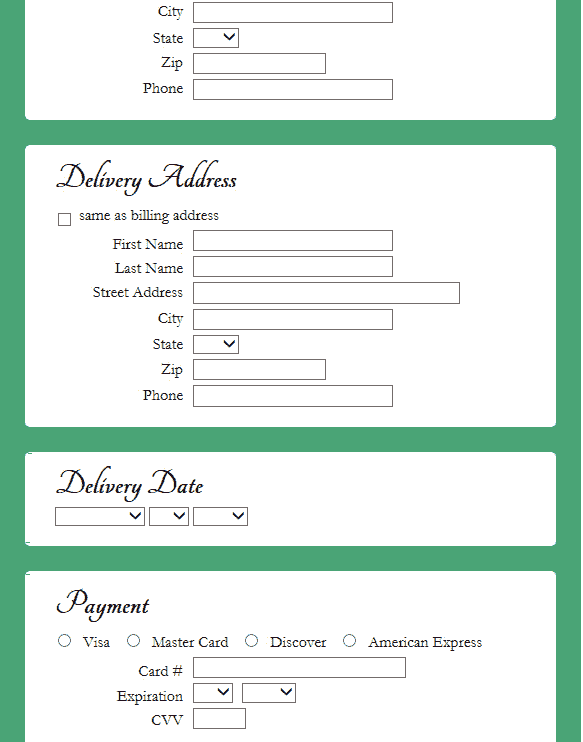 City
State
Zip
Phone
Delivery Address
same as billing address
First Name
Last Name
Street Address
City
State
Zip
Phone
Delivery Date
Payment
Visa Master Card Discover American Express
Card #
Expiration
CVV